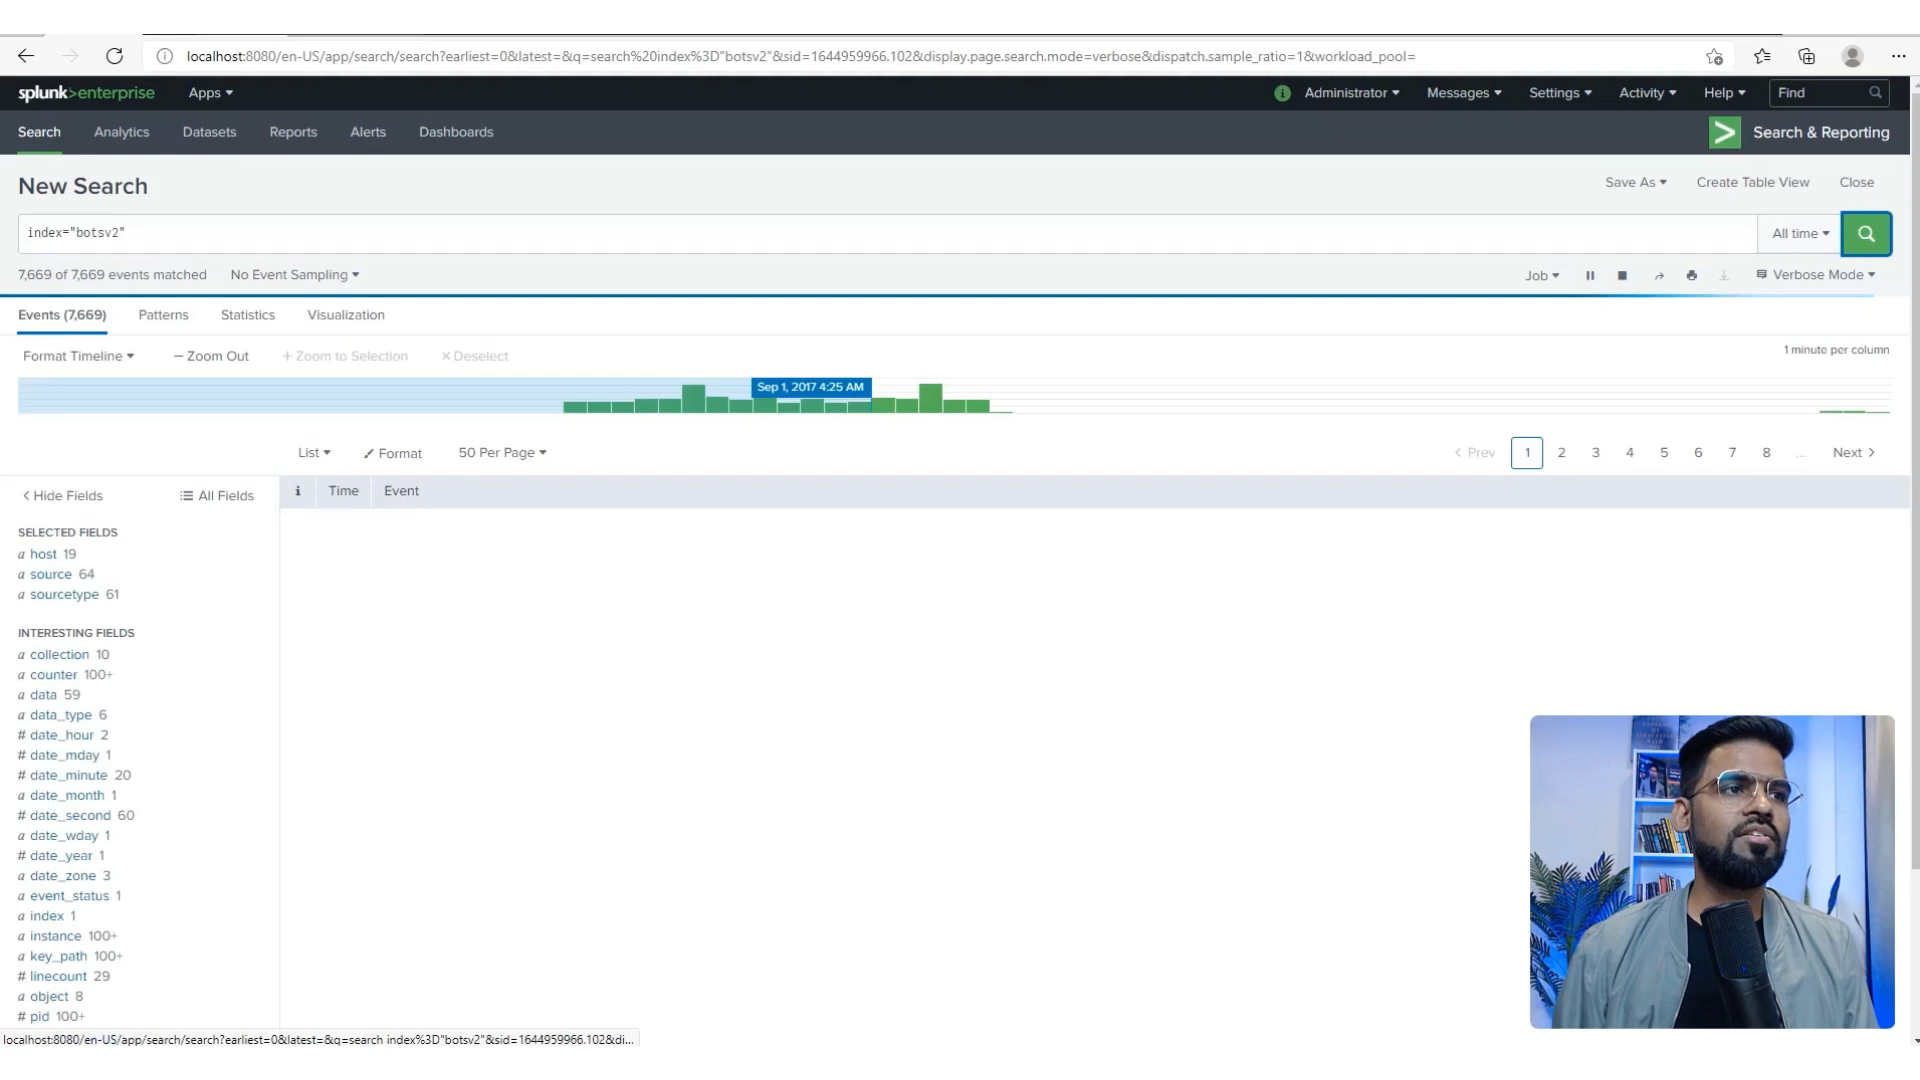 localhost:8080/en-US/app/search/search?earliest=0&latest=&q=search%20index%3D"botsv2"&sid=1644959966.102&display.page.search.mode=verbose&dispatch.sample_ratio=1&workload_pool=
splunk>enterprise Apps Administrator Messages Settings Activity Help Find
Search Analytics Datasets Reports Alerts Dashboards Search & Reporting
New Search Save As Create Table View Close
index="botsv2" All time
7,669 of 7,669 events matched No Event Sampling Job Verbose Mode
Events (7,669) Patterns Statistics Visualization
Format Timeline — Zoom Out + Zoom to Selection × Deselect 1 minute per column
Sep 1, 2017 4:25 AM
List Format 50 Per Page < Prev 1 2 3 4 5 6 7 8 ... Next >
< Hide Fields All Fields i Time Event
SELECTED FIELDS
a host 19
a source 64
a sourcetype 61
INTERESTING FIELDS
a collection 10
a counter 100+
a data 59
a data_type 6
# date_hour 2
# date_mday 1
# date_minute 20
a date_month 1
# date_second 60
a date_wday 1
# date_year 1
a date_zone 3
a event_status 1
a index 1
a instance 100+
a key_path 100+
# linecount 29
a object 8
# pid 100+
localhost:8080/en-US/app/search/search?earliest=0&latest=&q=search index%3D"botsv2"&sid=1644959966.102&di...